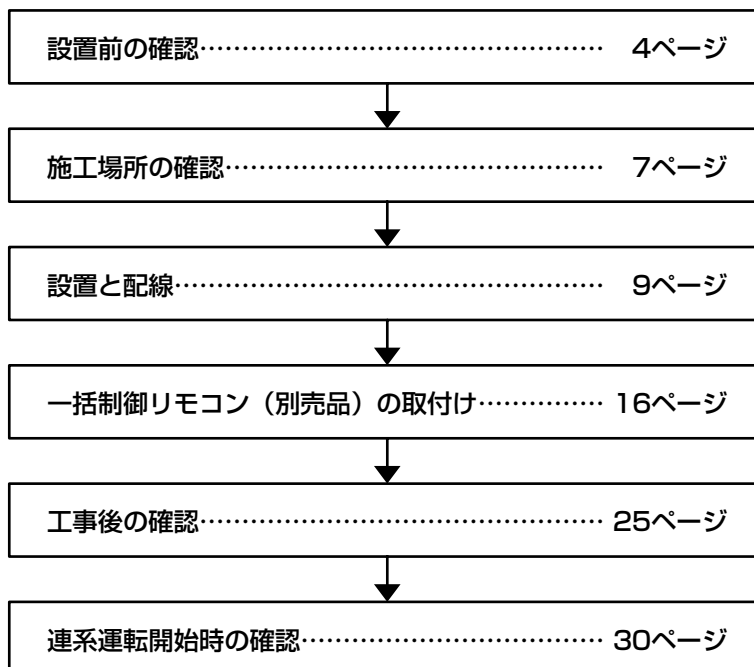 設置前の確認………………………………………… 4ページ
施工場所の確認……………………………………… 7ページ
設置と配線…………………………………………… 9ページ
一括制御リモコン（別売品）の取付け…………… 16ページ
工事後の確認………………………………………… 25ページ
連系運転開始時の確認……………………………… 30ページ